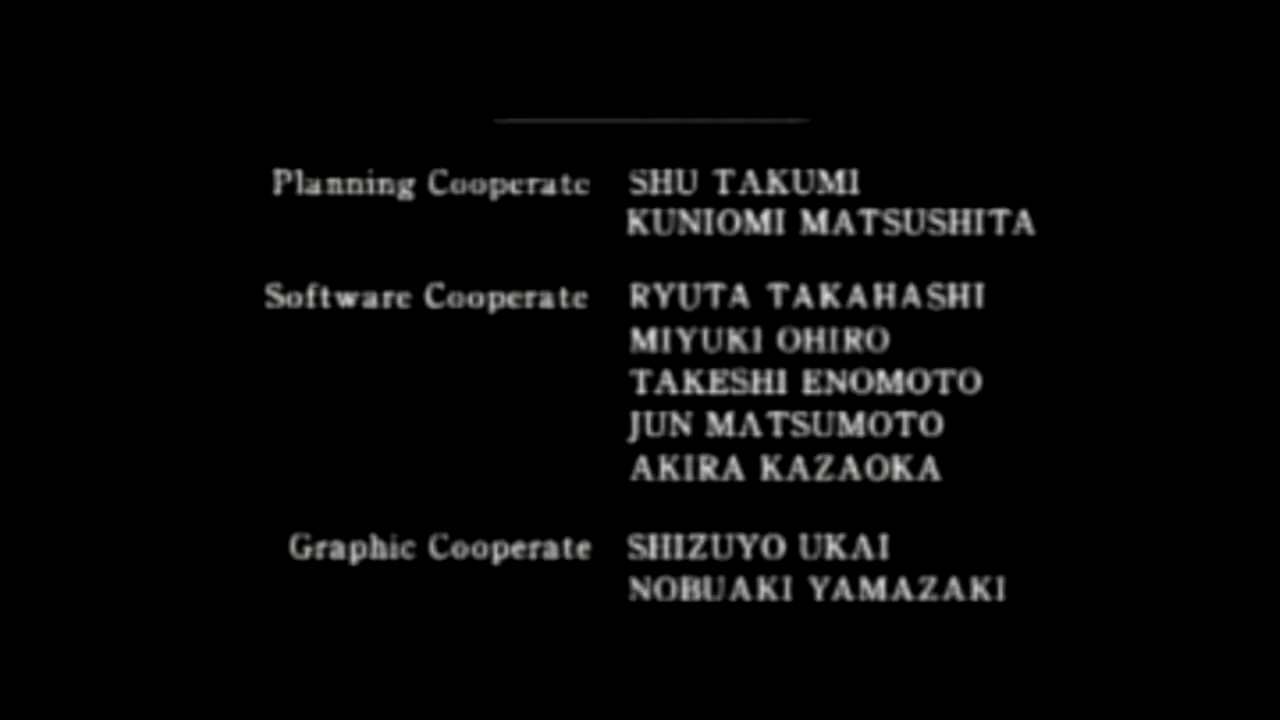 Planning Cooperate SHU TAKUMI
KUNIOMI MATSUSHITA
Software Cooperate RYUTA TAKAHASHI
MIYUKI OHIRO
TAKESHI ENOMOTO
JUN MATSUMOTO
AKIRA KAZAOKA
Graphic Cooperate SHIZUYO UKAI
NOBUAKI YAMAZAKI